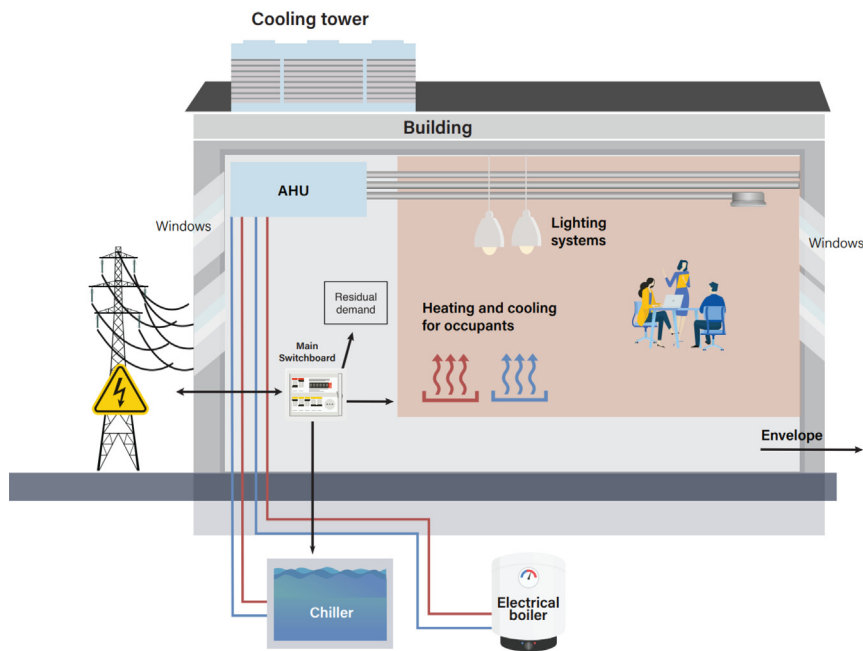 Cooling tower
Building
AHU
Windows
Lighting
systems
Windows
Residual
demand
Heating and cooling
for occupants
Main
Switchboard
Envelope
Chiller
Electrical
boiler